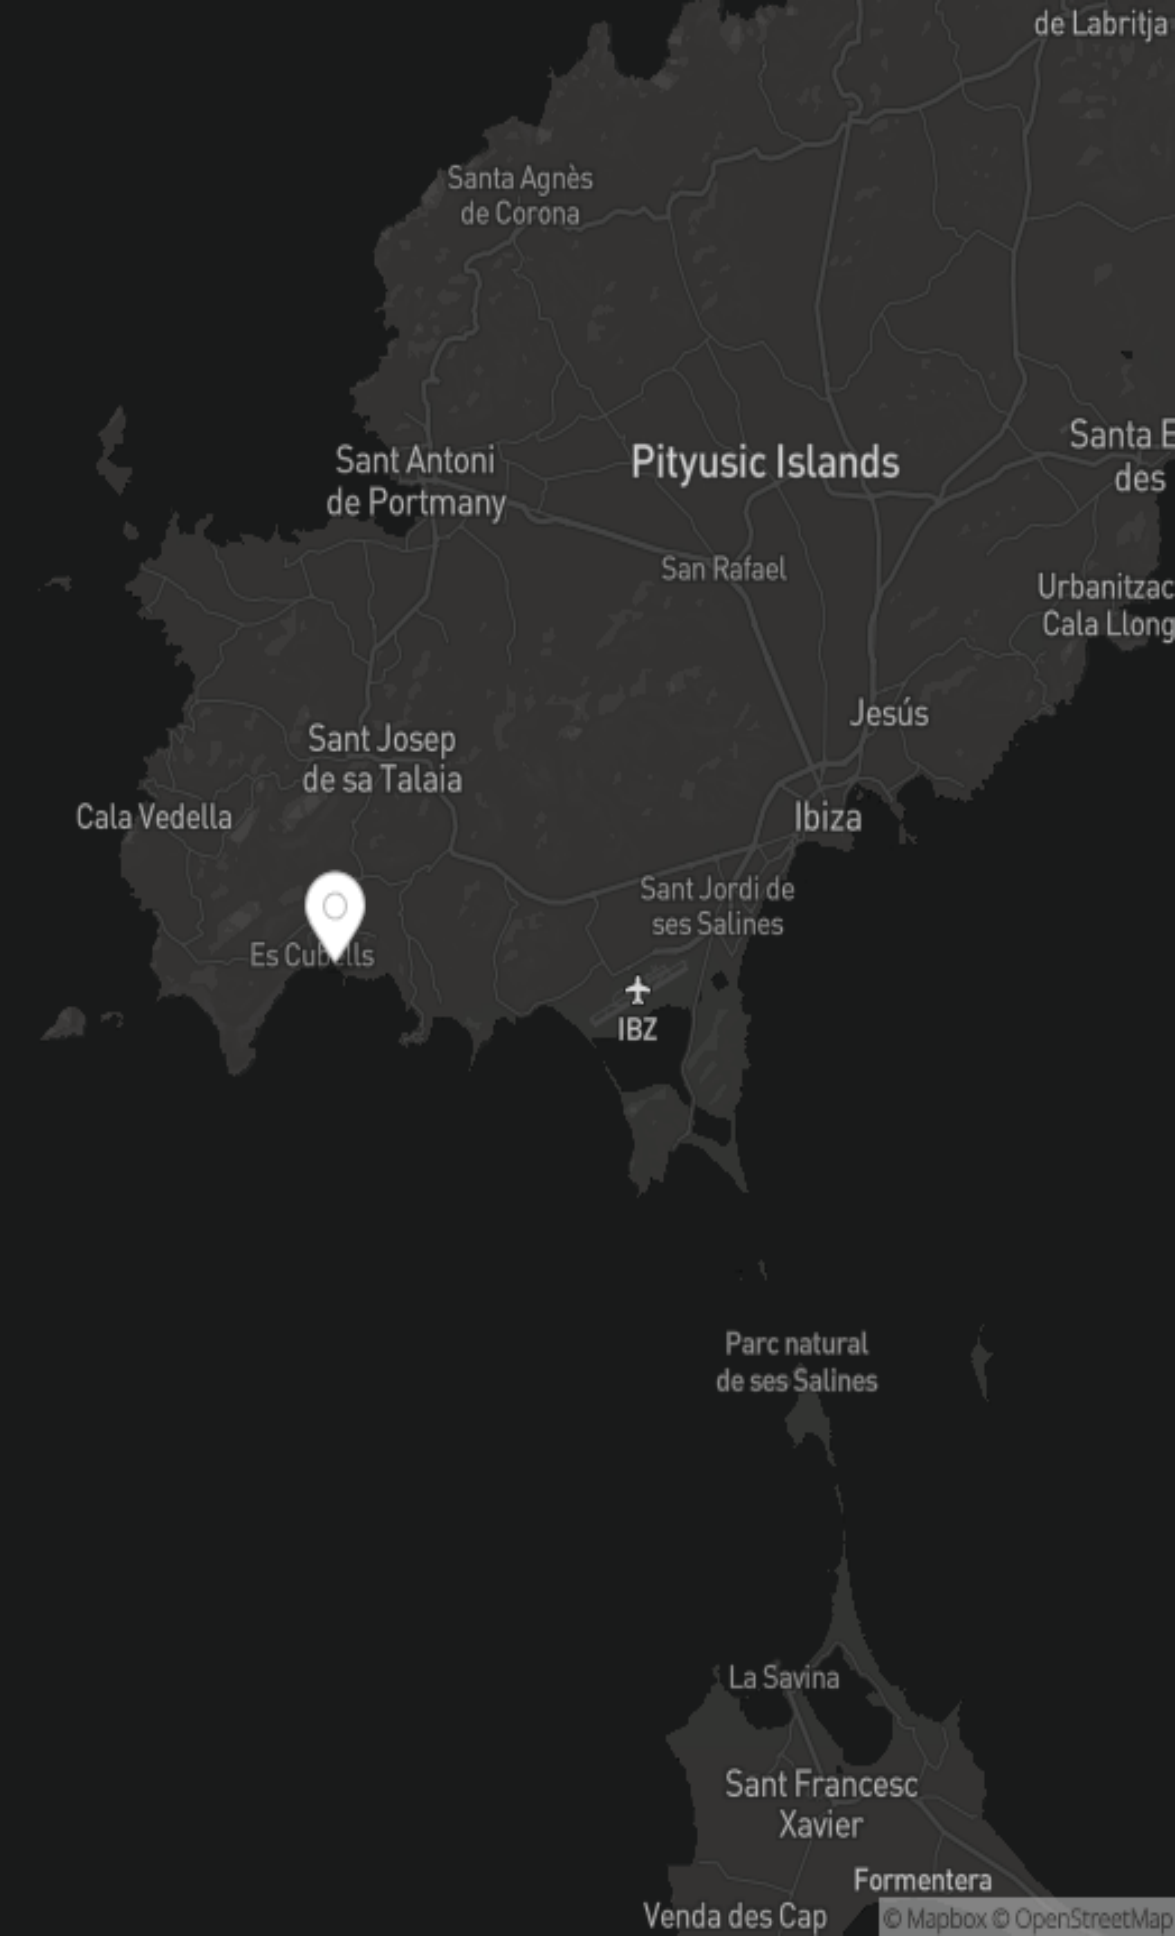 de Labritja
Santa Agnès
de Corona
Sant Antoni
de Portmany
Pityusic Islands
Santa E
des
San Rafael
Urbanitzac
Cala Llong
Jesús
Sant Josep
de sa Talaia
Cala Vedella
Ibiza
Sant Jordi de
ses Salines
Es Cubells
IBZ
Parc natural
de ses Salines
La Savina
Sant Francesc
Xavier
Formentera
Venda des Cap
© Mapbox © OpenStreetMap